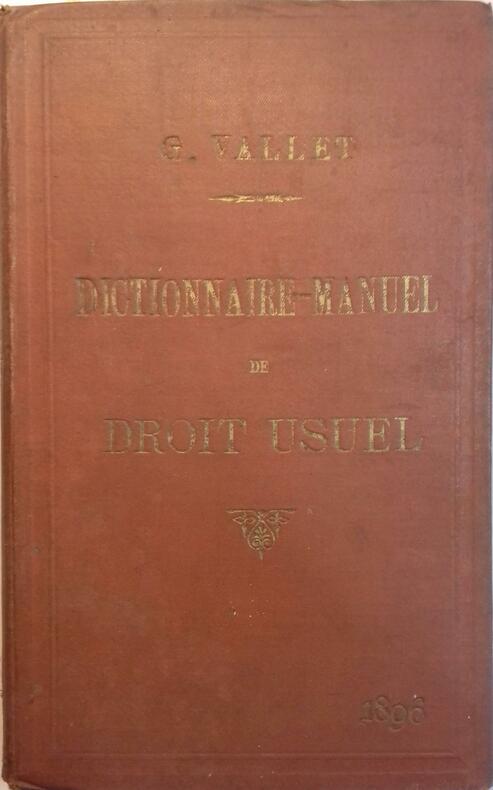 G. VALLET
DICTIONNAIRE-MANUEL
DE
DROIT USUEL
1896